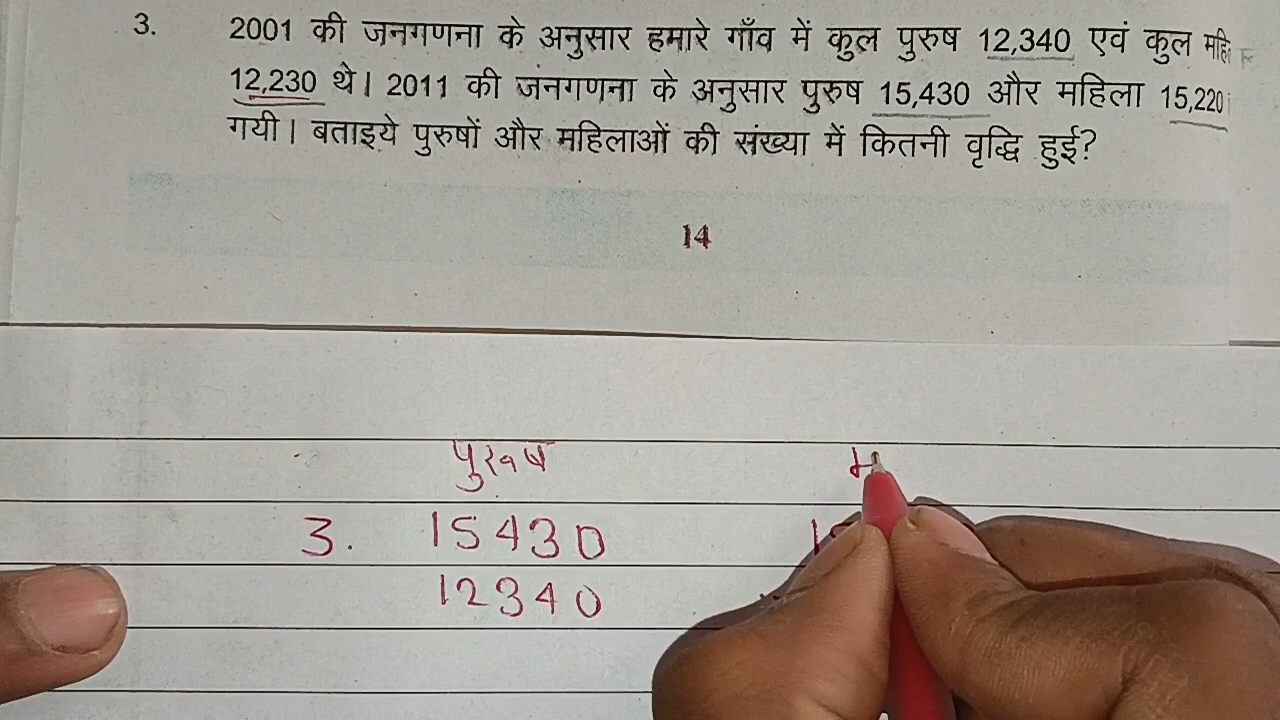 3. 2001 की जनगणना के अनुसार हमारे गाँव में कुल पुरुष 12,340 एवं कुल
12,230 थे। 2011 की जनगणना के अनुसार पुरुष 15,430 और महिला 15,220
गयी। बताइये पुरुषों और महिलाओं की संख्या में कितनी वृद्धि हुई?
14
पुरुष
3. 15430
12340